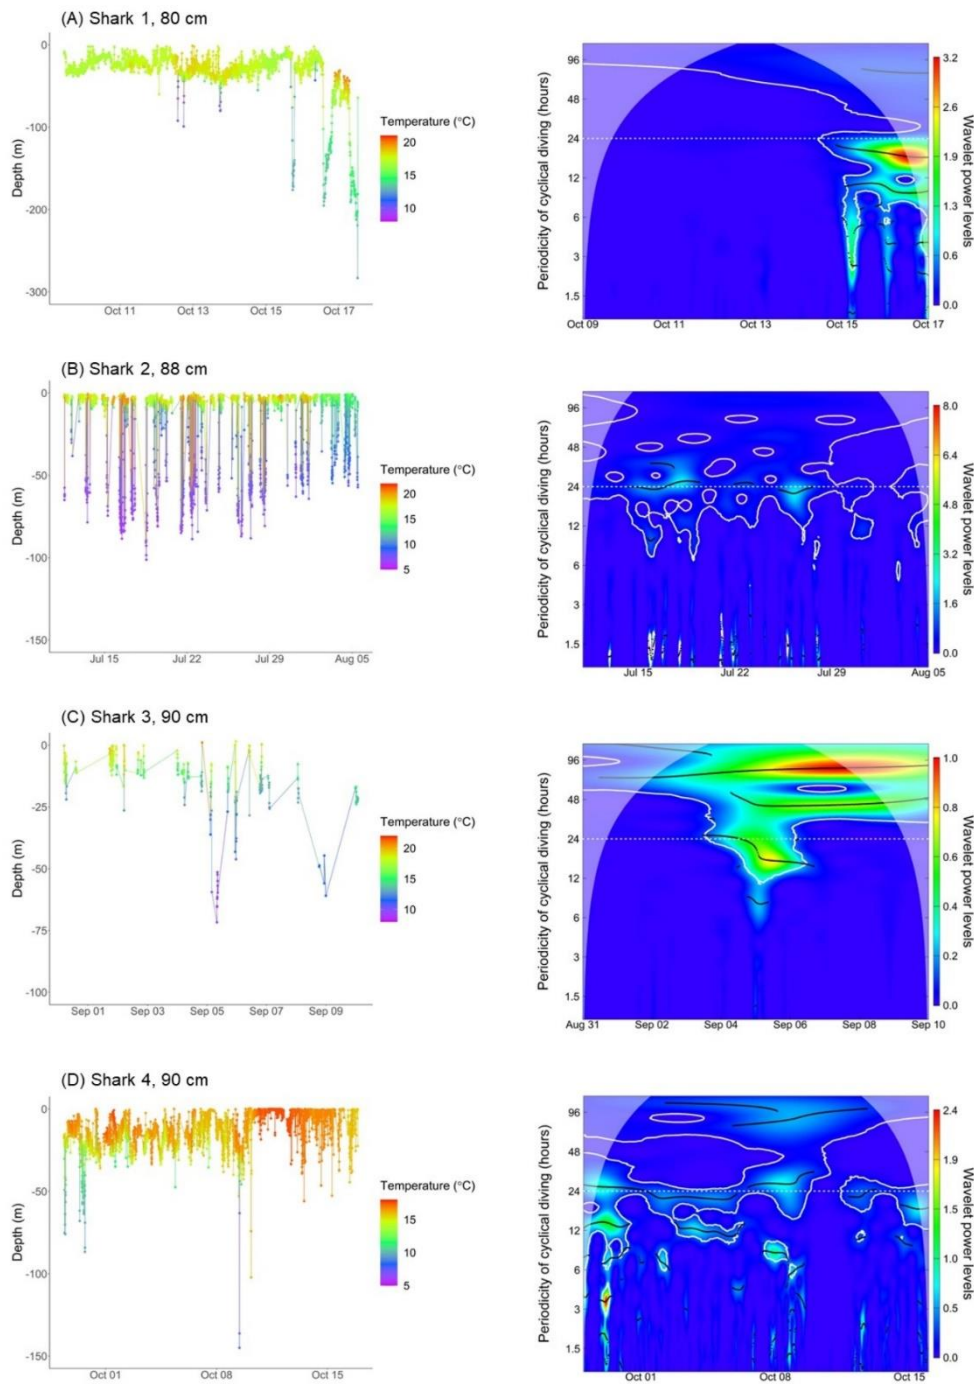 (A) Shark 1, 80 cm
0
-100
-200
-300
Depth (m)
Oct 11
Oct 13
Oct 15
Oct 17
Temperature (°C)
20
15
10
96
48
24
12
6
3
1.5
Periodicity of cyclical diving (hours)
Oct 09
Oct 11
Oct 13
Oct 15
Oct 17
3.2
2.6
1.9
1.3
0.6
0.0
Wavelet power levels
(B) Shark 2, 88 cm
0
-50
-100
-150
Depth (m)
Jul 15
Jul 22
Jul 29
Aug 05
Temperature (°C)
20
15
10
5
96
48
24
12
6
3
1.5
Periodicity of cyclical diving (hours)
Jul 15
Jul 22
Jul 29
Aug 05
8.0
6.4
4.8
3.2
1.6
0.0
Wavelet power levels
(C) Shark 3, 90 cm
0
-25
-50
-75
-100
Depth (m)
Sep 01
Sep 03
Sep 05
Sep 07
Sep 09
Temperature (°C)
20
15
10
96
48
24
12
6
3
1.5
Periodicity of cyclical diving (hours)
Aug 31
Sep 02
Sep 04
Sep 06
Sep 08
Sep 10
1.0
0.8
0.6
0.4
0.2
0.0
Wavelet power levels
(D) Shark 4, 90 cm
0
-50
-100
-150
Depth (m)
Oct 01
Oct 08
Oct 15
Temperature (°C)
15
10
5
96
48
24
12
6
3
1.5
Periodicity of cyclical diving (hours)
Oct 01
Oct 08
Oct 15
2.4
1.9
1.4
1.0
0.5
0.0
Wavelet power levels